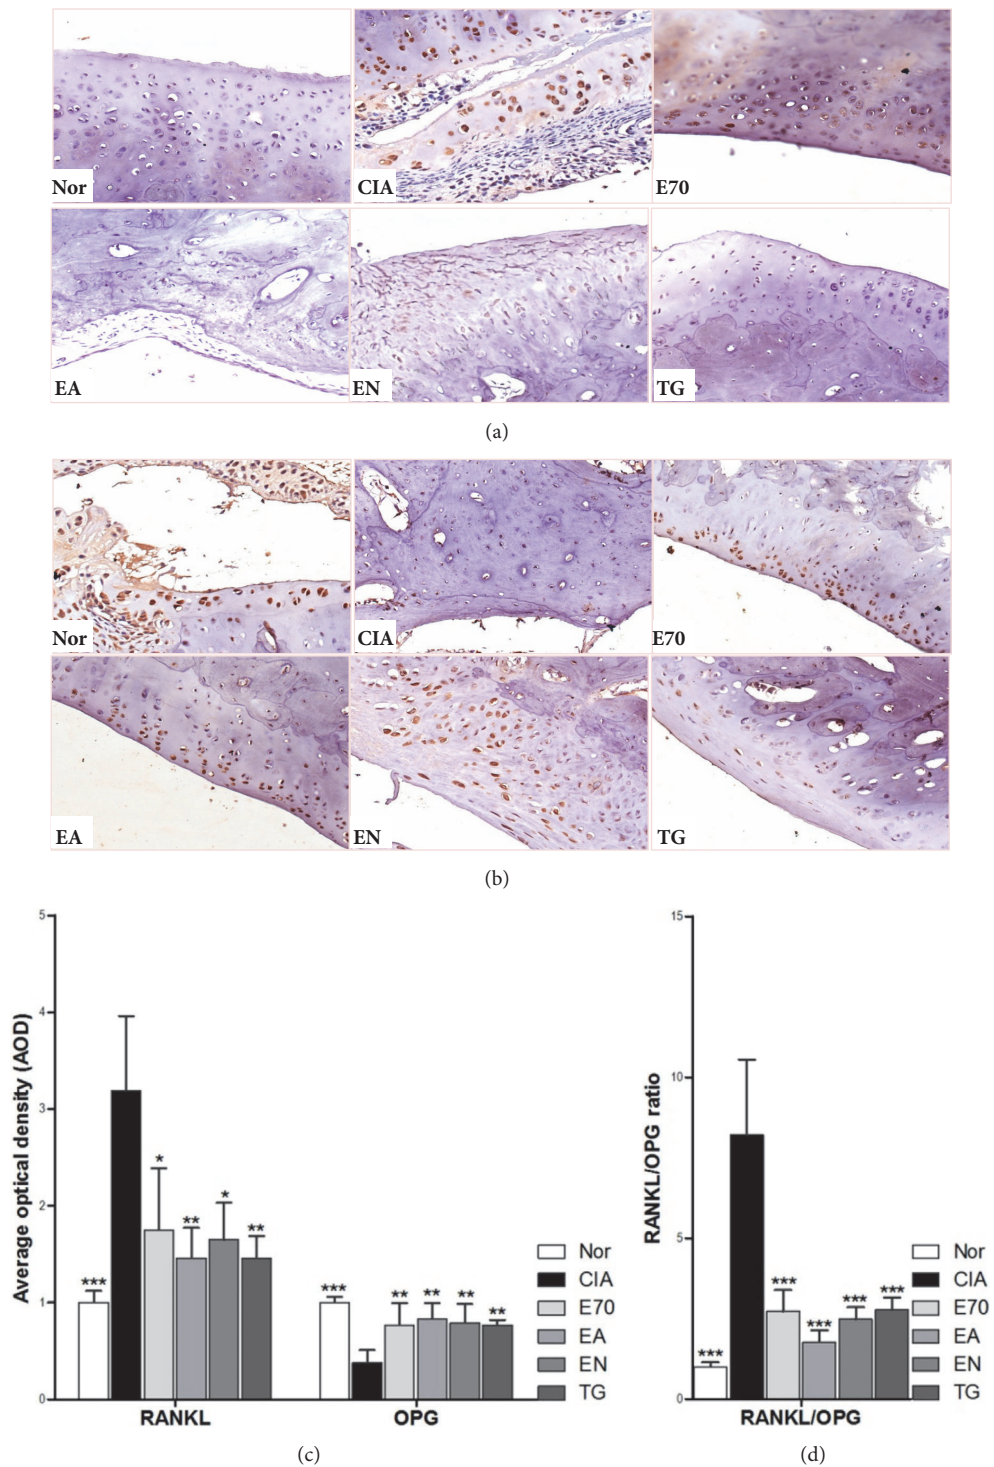 Nor
CIA
E70
EA
EN
TG
(a)
Nor
CIA
E70
EA
EN
TG
(b)
Average optical density (AOD)
5
4
3
2
1
0
***
*
**
*
**
***
**
**
**
**
RANKL
OPG
Nor
CIA
E70
EA
EN
TG
(c)
RANKL/OPG ratio
15
10
5
0
***
***
***
***
***
RANKL/OPG
Nor
CIA
E70
EA
EN
TG
(d)